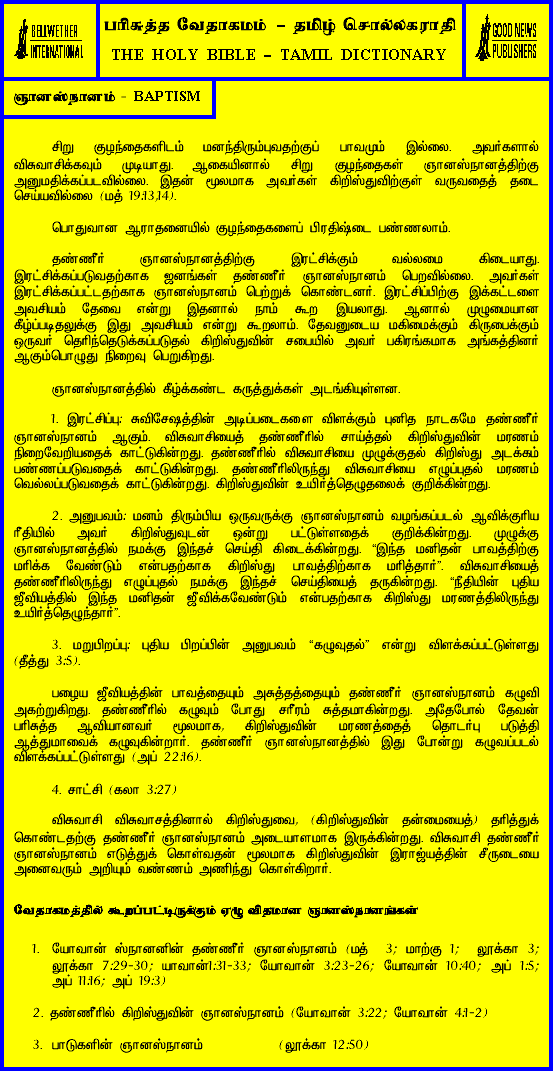 BELLWETHER
INTERNATIONAL
பரிசுத்த வேதாகமம் – தமிழ் சொல்லகராதி
THE HOLY BIBLE – TAMIL DICTIONARY
GOOD NEWS
PUBLISHERS
ஞானஸ்நானம் - BAPTISM
சிறு குழந்தைகளிடம் மனந்திரும்புவதற்குப் பாவமும் இல்லை. அவர்களால்
விசுவாசிக்கவும் முடியாது. ஆகையினால் சிறு குழந்தைகள் ஞானஸ்நானத்திற்கு
அனுமதிக்கப்படவில்லை. இதன் மூலமாக அவர்கள் கிறிஸ்துவிற்குள் வருவதைத் தடை
செய்யவில்லை (மத் 19:13,14).
பொதுவான ஆராதனையில் குழந்தைகளைப் பிரதிஷ்டை பண்ணலாம்.
தண்ணீர் ஞானஸ்நானத்திற்கு இரட்சிக்கும் வல்லமை கிடையாது.
இரட்சிக்கப்படுவதற்காக ஜனங்கள் தண்ணீர் ஞானஸ்நானம் பெறவில்லை. அவர்கள்
இரட்சிக்கப்பட்டதற்காக ஞானஸ்நானம் பெற்றுக் கொண்டனர். இரட்சிப்பிற்கு இக்கட்டளை
அவசியம் தேவை என்று இதனால் நாம் கூற இயலாது. ஆனால் முழுமையான
கீழ்ப்படிதலுக்கு இது அவசியம் என்று கூறலாம். தேவனுடைய மகிமைக்கும் கிருபைக்கும்
ஒருவர் தெரிந்தெடுக்கப்படுதல் கிறிஸ்துவின் சபையில் அவர் பகிரங்கமாக அங்கத்தினர்
ஆகும்பொழுது நிறைவு பெறுகிறது.
ஞானஸ்நானத்தில் கீழ்க்கண்ட கருத்துக்கள் அடங்கியுள்ளன.
1. இரட்சிப்பு: சுவிசேஷத்தின் அடிப்படைகளை விளக்கும் புனித நாடகமே தண்ணீர்
ஞானஸ்நானம் ஆகும். விசுவாசியைத் தண்ணீரில் சாய்த்தல் கிறிஸ்துவின் மரணம்
நிறைவேறியதைக் காட்டுகின்றது. தண்ணீரில் விசுவாசியை முழுக்குதல் கிறிஸ்து அடக்கம்
பண்ணப்படுவதைக் காட்டுகின்றது. தண்ணீரிலிருந்து விசுவாசியை எழுப்புதல் மரணம்
வெல்லப்படுவதைக் காட்டுகின்றது. கிறிஸ்துவின் உயிர்த்தெழுதலைக் குறிக்கின்றது.
2. அனுபவம்: மனம் திரும்பிய ஒருவருக்கு ஞானஸ்நானம் வழங்கப்படல் ஆவிக்குரிய
ரீதியில் அவர் கிறிஸ்துவுடன் ஒன்று பட்டுள்ளதைக் குறிக்கின்றது. முழுக்கு
ஞானஸ்நானத்தில் நமக்கு இந்தச் செய்தி கிடைக்கின்றது. “இந்த மனிதன் பாவத்திற்கு
மரிக்க வேண்டும் என்பதற்காக கிறிஸ்து பாவத்திற்காக மரித்தார்”. விசுவாசியைத்
தண்ணீரிலிருந்து எழுப்புதல் நமக்கு இந்தச் செய்தியைத் தருகின்றது. “நீதியின் புதிய
ஜீவியத்தில் இந்த மனிதன் ஜீவிக்கவேண்டும் என்பதற்காக கிறிஸ்து மரணத்திலிருந்து
உயிர்த்தெழுந்தார்”.
3. மறுபிறப்பு: புதிய பிறப்பின் அனுபவம் “கழுவுதல்” என்று விளக்கப்பட்டுள்ளது
(தீத்து 3:5).
பழைய ஜீவியத்தின் பாவத்தையும் அசுத்தத்தையும் தண்ணீர் ஞானஸ்நானம் கழுவி
அகற்றுகிறது. தண்ணீரில் கழுவும் போது சரீரம் சுத்தமாகின்றது. அதேபோல் தேவன்
பரிசுத்த ஆவியானவர் மூலமாக, கிறிஸ்துவின் மரணத்தைத் தொடர்பு படுத்தி
ஆத்துமாவைக் கழுவுகின்றார். தண்ணீர் ஞானஸ்நானத்தில் இது போன்று கழுவப்படல்
விளக்கப்பட்டுள்ளது (அப் 22:16).
4. சாட்சி (கலா 3:27)
விசுவாசி விசுவாசத்தினால் கிறிஸ்துவை, (கிறிஸ்துவின் தன்மையைத்) தரித்துக்
கொண்டதற்கு தண்ணீர் ஞானஸ்நானம் அடையாளமாக இருக்கின்றது. விசுவாசி தண்ணீர்
ஞானஸ்நானம் எடுத்துக் கொள்வதன் மூலமாக கிறிஸ்துவின் இராஜ்யத்தின் சீருடையை
அனைவரும் அறியும் வண்ணம் அணிந்து கொள்கிறார்.
வேதாகமத்தில் கூறப்பட்டிருக்கும் ஏழு விதமான ஞானஸ்நானங்கள்
1. யோவான் ஸ்நானனின் தண்ணீர் ஞானஸ்நானம் (மத் 3; மாற்கு 1; லூக்கா 3;
லூக்கா 7:29-30; யாவான்1:31-33; யோவான் 3:23-26; யோவான் 10:40; அப் 1:5;
அப் 11:16; அப் 19:3)
2. தண்ணீரில் கிறிஸ்துவின் ஞானஸ்நானம் (யோவான் 3:22; யோவான் 4:1-2)
3. பாடுகளின் ஞானஸ்நானம் (லூக்கா 12:50)